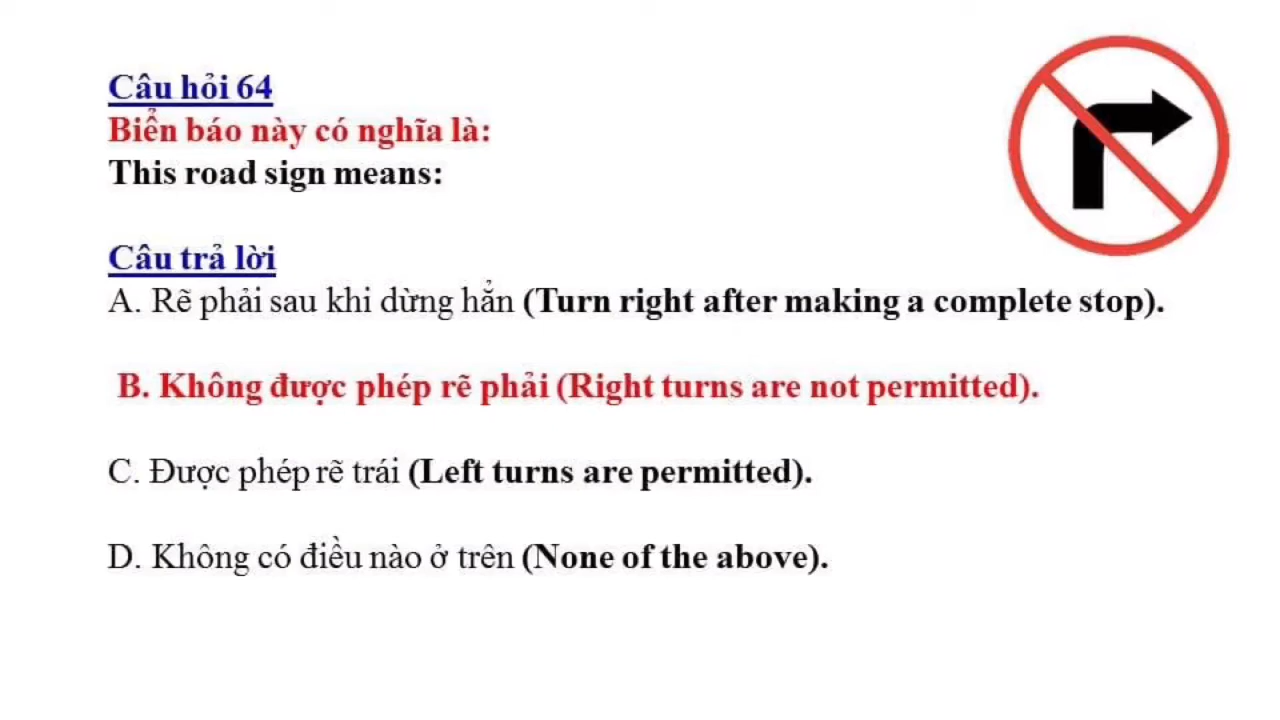 Câu hỏi 64
Biển báo này có nghĩa là:
This road sign means:
Câu trả lời
A. Rẽ phải sau khi dừng hẳn (Turn right after making a complete stop).
B. Không được phép rẽ phải (Right turns are not permitted).
C. Được phép rẽ trái (Left turns are permitted).
D. Không có điều nào ở trên (None of the above).